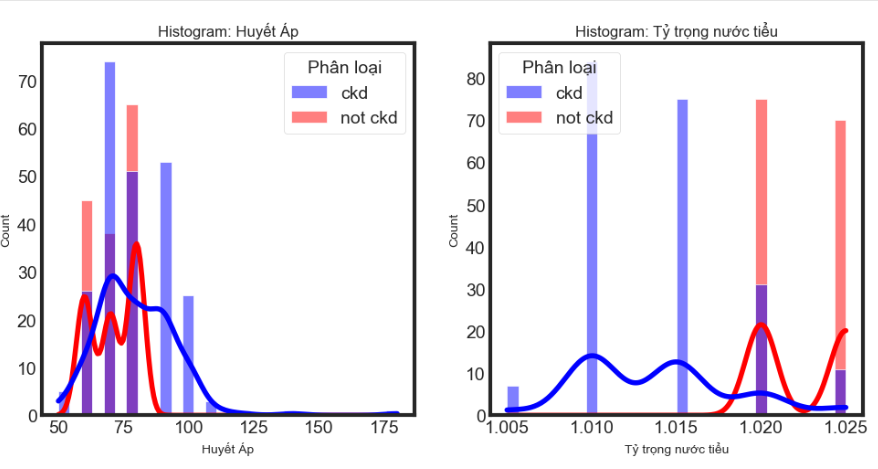 Histogram: Huyết Áp
Phân loại
ckd
not ckd
Count
70
60
50
40
30
20
10
0
50 75 100 125 150 175
Huyết Áp
Histogram: Tỷ trọng nước tiểu
Phân loại
ckd
not ckd
Count
80
70
60
50
40
30
20
10
0
1.005 1.010 1.015 1.020 1.025
Tỷ trọng nước tiểu